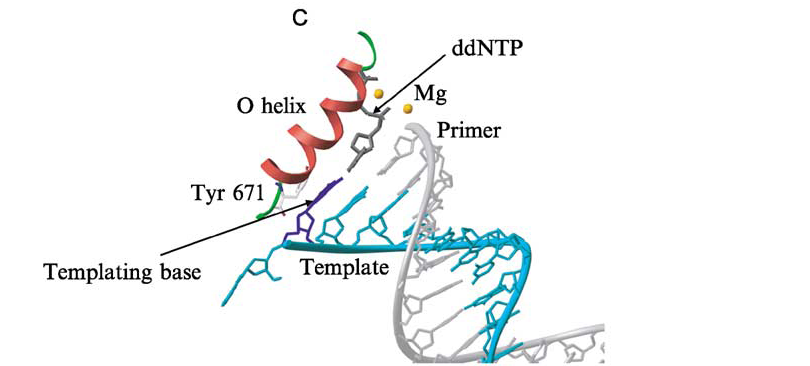 C
ddNTP
Mg
O helix
Primer
Tyr 671
Templating base
Template